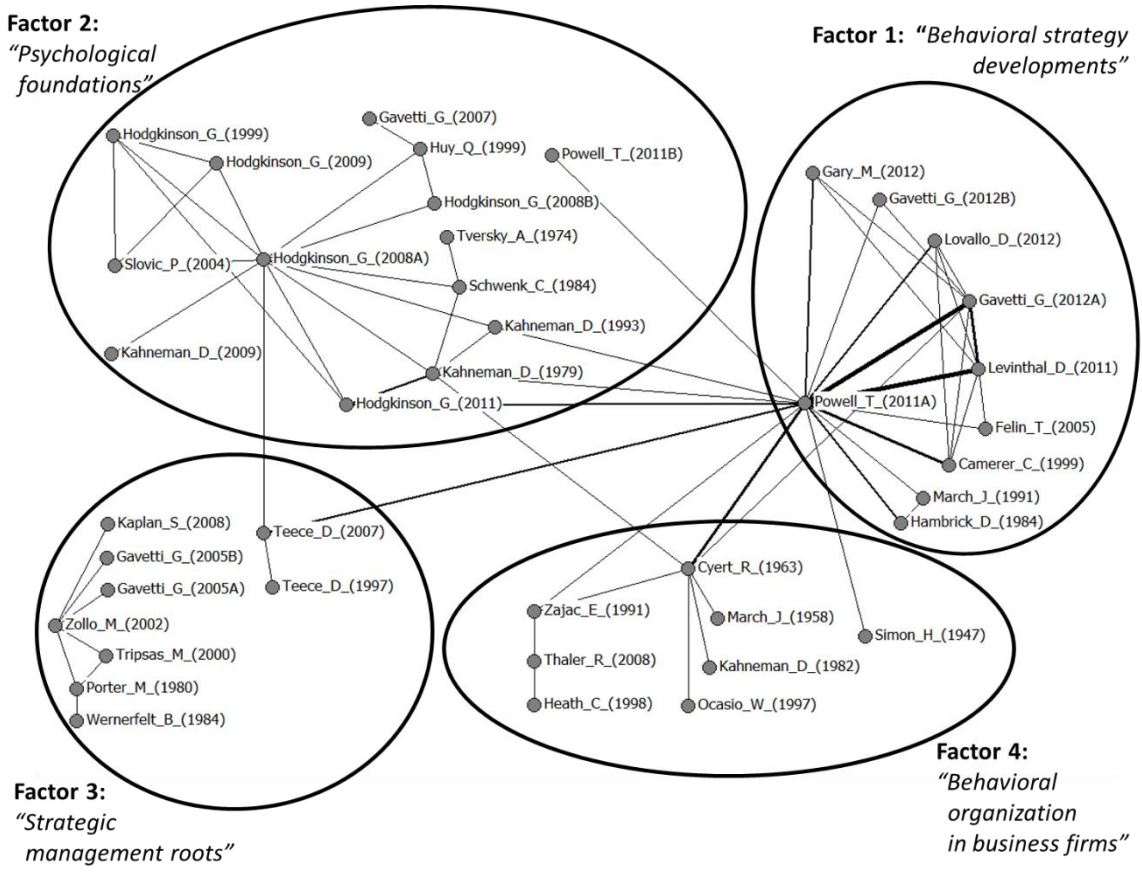 Factor 2:
“Psychological
foundations”
Factor 1: “Behavioral strategy
developments”
Gavetti_G_(2007)
Hodgkinson_G_(1999)
Huy_Q_(1999)
Powell_T_(2011B)
Hodgkinson_G_(2009)
Hodgkinson_G_(2008B)
Tversky_A_(1974)
Slovic_P_(2004)
Hodgkinson_G_(2008A)
Schwenk_C_(1984)
Kahneman_D_(1993)
Kahneman_D_(2009)
Kahneman_D_(1979)
Hodgkinson_G_(2011)
Gary_M_(2012)
Gavetti_G_(2012B)
Lovallo_D_(2012)
Gavetti_G_(2012A)
Levinthal_D_(2011)
Powell_T_(2011A)
Felin_T_(2005)
Camerer_C_(1999)
March_J_(1991)
Hambrick_D_(1984)
Kaplan_S_(2008)
Teece_D_(2007)
Gavetti_G_(2005B)
Gavetti_G_(2005A)
Teece_D_(1997)
Zollo_M_(2002)
Tripsas_M_(2000)
Porter_M_(1980)
Wernerfelt_B_(1984)
Cyert_R_(1963)
Zajac_E_(1991)
March_J_(1958)
Simon_H_(1947)
Thaler_R_(2008)
Kahneman_D_(1982)
Heath_C_(1998)
Ocasio_W_(1997)
Factor 3:
“Strategic
management roots”
Factor 4:
“Behavioral
organization
in business firms”